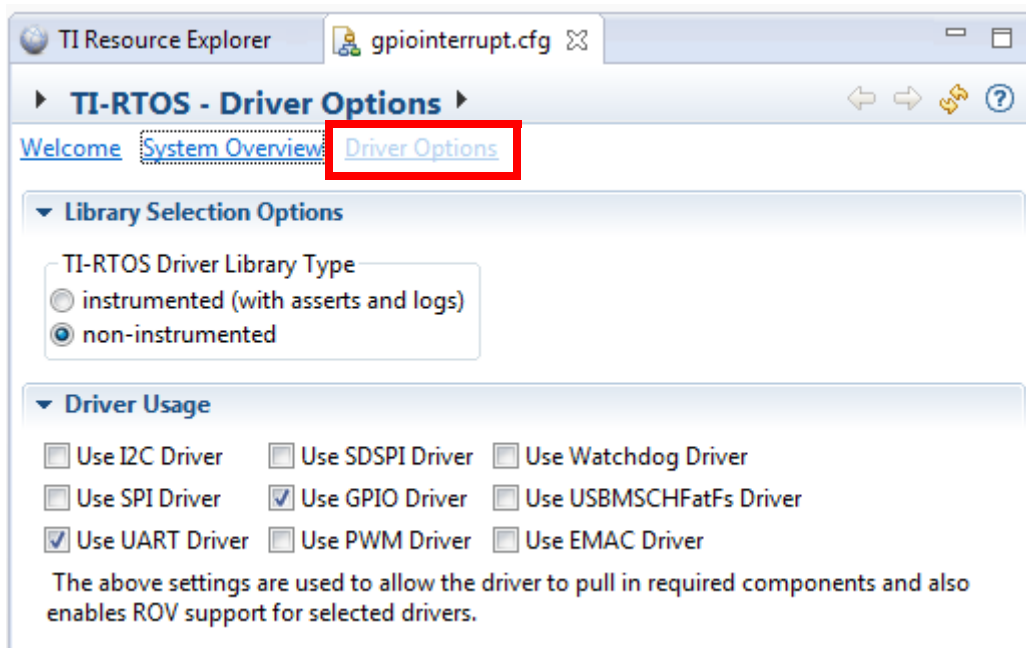 TI Resource Explorer gpiointerrupt.cfg
TI-RTOS - Driver Options
Welcome System Overview Driver Options
Library Selection Options
TI-RTOS Driver Library Type
instrumented (with asserts and logs)
non-instrumented
Driver Usage
Use I2C Driver Use SDSPI Driver Use Watchdog Driver
Use SPI Driver Use GPIO Driver Use USBMSCHFatFs Driver
Use UART Driver Use PWM Driver Use EMAC Driver
The above settings are used to allow the driver to pull in required components and also
enables ROV support for selected drivers.